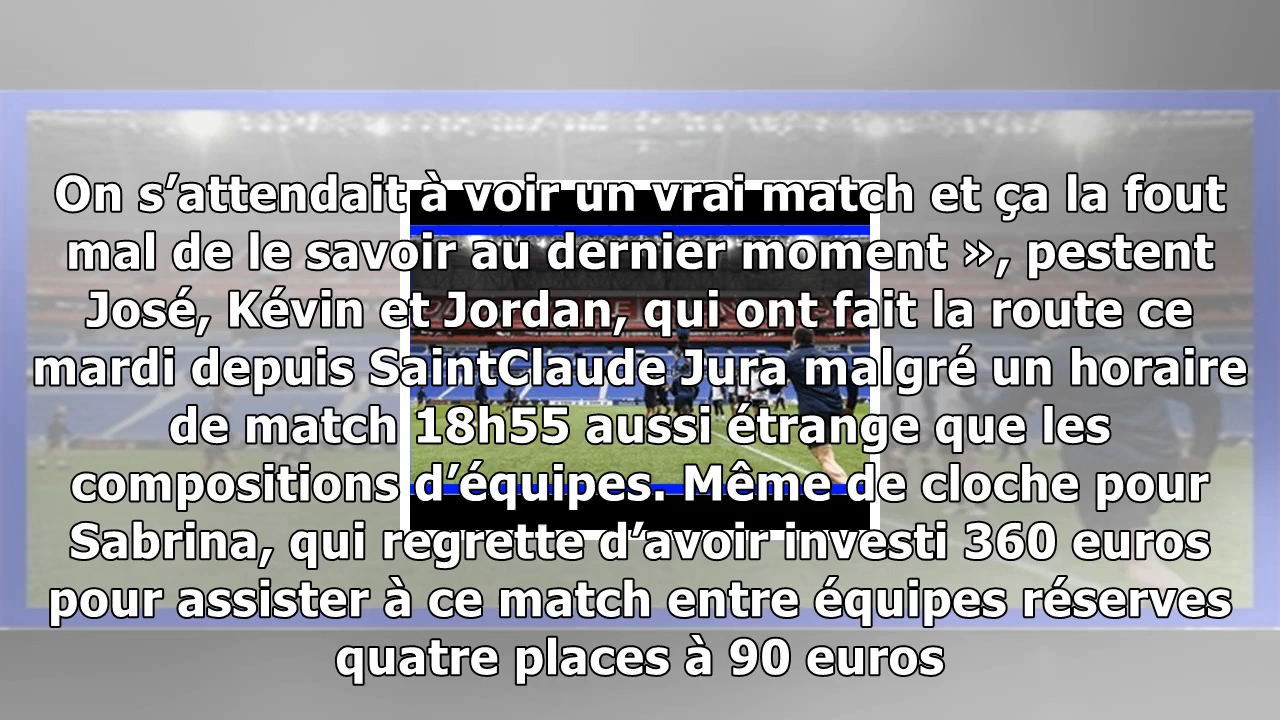 On s’attendait à voir un vrai match et ça la fout
mal de le savoir au dernier moment », pestent
José, Kévin et Jordan, qui ont fait la route ce
mardi depuis SaintClaude Jura malgré un horaire
de match 18h55 aussi étrange que les
compositions d’équipes. Même de cloche pour
Sabrina, qui regrette d’avoir investi 360 euros
pour assister à ce match entre équipes réserves
quatre places à 90 euros